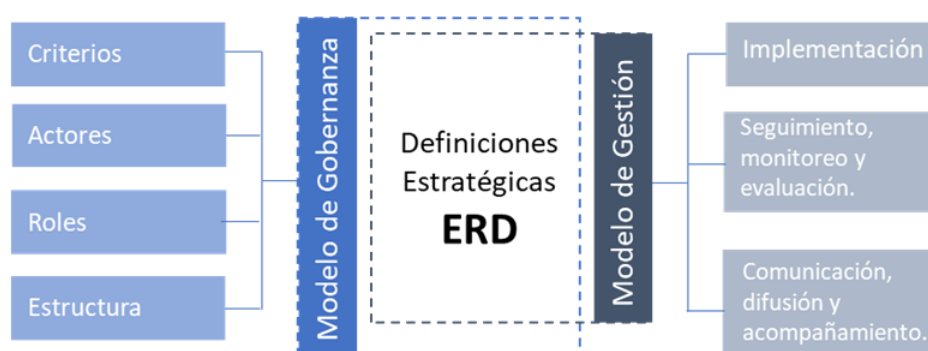 Criterios
Actores
Roles
Estructura
Modelo de Gobernanza
Definiciones
Estratégicas
ERD
Modelo de Gestión
Implementación
Seguimiento,
monitoreo y
evaluación.
Comunicación,
difusión y
acompañamiento.